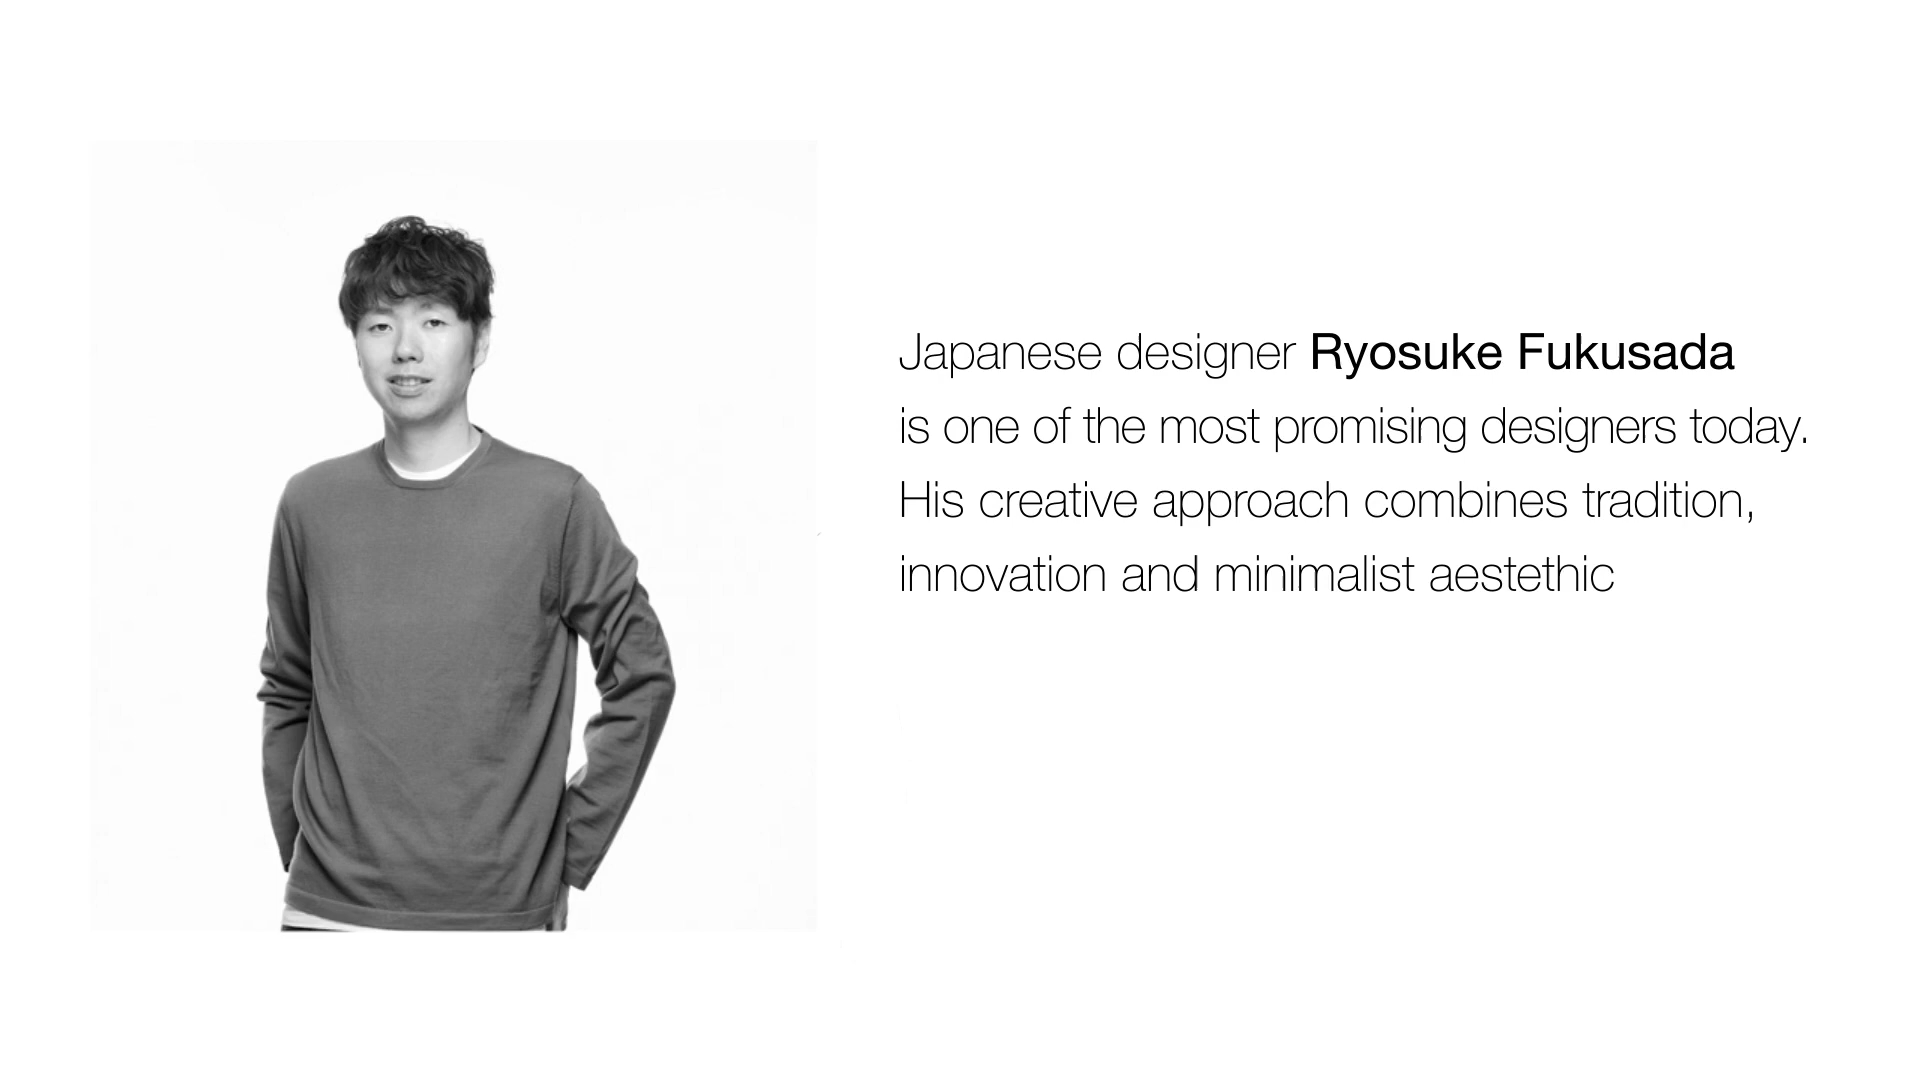 Japanese designer Ryosuke Fukusada
is one of the most promising designers today.
His creative approach combines tradition,
innovation and minimalist aestethic